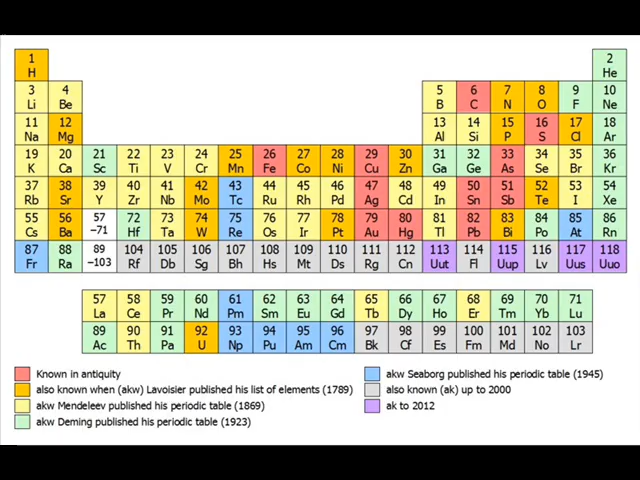 1 2
H He
3 4 5 6 7 8 9 10
Li Be B C N O F Ne
11 12 13 14 15 16 17 18
Na Mg Al Si P S Cl Ar
19 20 21 22 23 24 25 26 27 28 29 30 31 32 33 34 35 36
K Ca Sc Ti V Cr Mn Fe Co Ni Cu Zn Ga Ge As Se Br Kr
37 38 39 40 41 42 43 44 45 46 47 48 49 50 51 52 53 54
Rb Sr Y Zr Nb Mo Tc Ru Rh Pd Ag Cd In Sn Sb Te I Xe
55 56 57 72 73 74 75 76 77 78 79 80 81 82 83 84 85 86
Cs Ba –71 Hf Ta W Re Os Ir Pt Au Hg Tl Pb Bi Po At Rn
87 88 89 104 105 106 107 108 109 110 111 112 113 114 115 116 117 118
Fr Ra –103 Rf Db Sg Bh Hs Mt Ds Rg Cn Uut Fl Uup Lv Uus Uuo
57 58 59 60 61 62 63 64 65 66 67 68 69 70 71
La Ce Pr Nd Pm Sm Eu Gd Tb Dy Ho Er Tm Yb Lu
89 90 91 92 93 94 95 96 97 98 99 100 101 102 103
Ac Th Pa U Np Pu Am Cm Bk Cf Es Fm Md No Lr
Known in antiquity
also known when (akw) Lavoisier published his list of elements (1789)
akw Mendeleev published his periodic table (1869)
akw Deming published his periodic table (1923)
akw Seaborg published his periodic table (1945)
also known (ak) up to 2000
ak to 2012